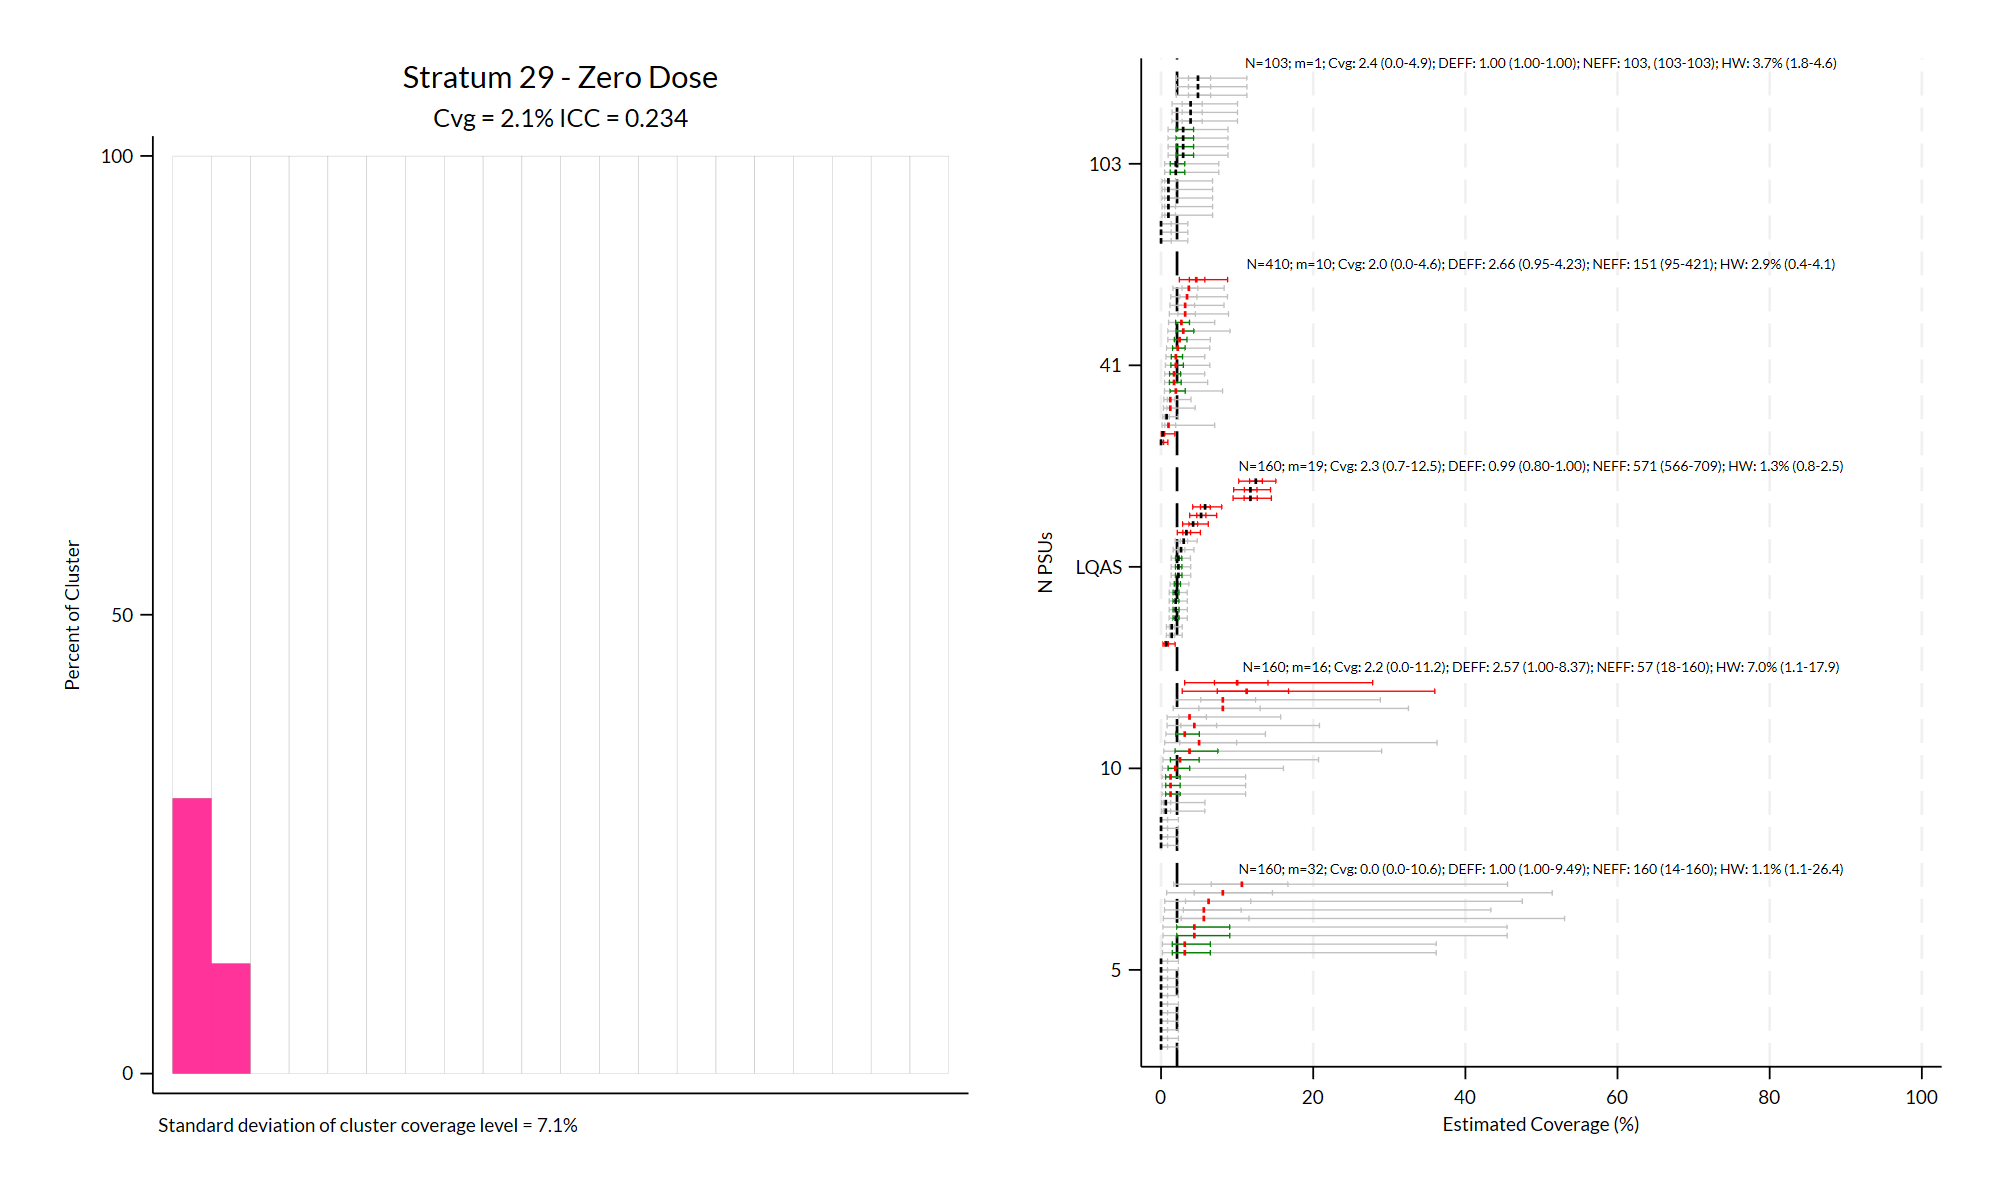 Stratum 29 - Zero Dose
Cvg = 2.1% ICC = 0.234
100
50
0
Percent of Cluster
Standard deviation of cluster coverage level = 7.1%
N PSUs
103
41
LQAS
10
5
N=103; m=1; Cvg: 2.4 (0.0-4.9); DEFF: 1.00 (1.00-1.00); NEFF: 103, (103-103); HW: 3.7% (1.8-4.6)
N=410; m=10; Cvg: 2.0 (0.0-4.6); DEFF: 2.66 (0.95-4.23); NEFF: 151 (95-421); HW: 2.9% (0.4-4.1)
N=160; m=19; Cvg: 2.3 (0.7-12.5); DEFF: 0.99 (0.80-1.00); NEFF: 571 (566-709); HW: 1.3% (0.8-2.5)
N=160; m=16; Cvg: 2.2 (0.0-11.2); DEFF: 2.57 (1.00-8.37); NEFF: 57 (18-160); HW: 7.0% (1.1-17.9)
N=160; m=32; Cvg: 0.0 (0.0-10.6); DEFF: 1.00 (1.00-9.49); NEFF: 160 (14-160); HW: 1.1% (1.1-26.4)
0 20 40 60 80 100
Estimated Coverage (%)